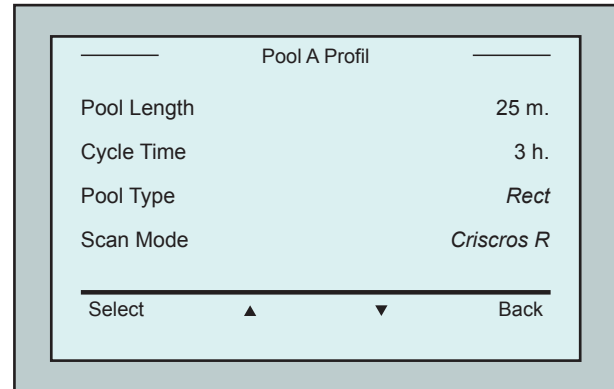 Pool A Profil
Pool Length 25 m.
Cycle Time 3 h.
Pool Type Rect
Scan Mode Criscros R
Select ▲ ▼ Back